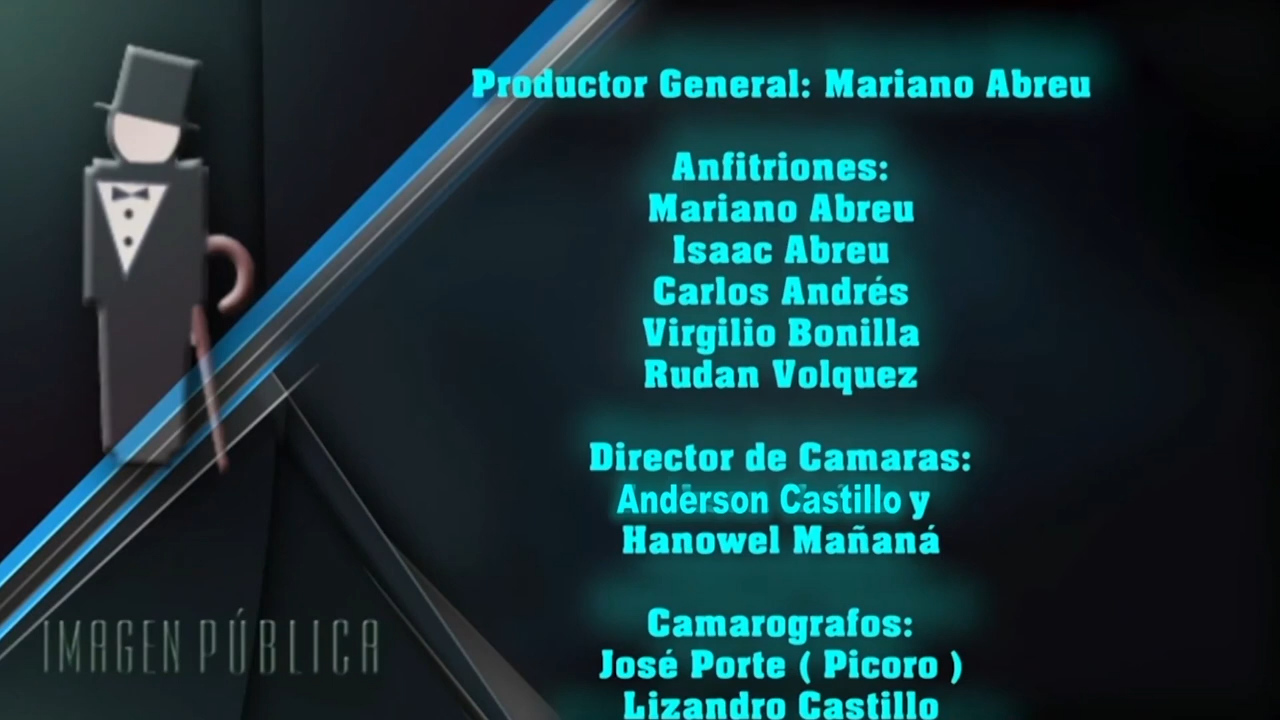 Productor General: Mariano Abreu
Anfitriones:
Mariano Abreu
Isaac Abreu
Carlos Andrés
Virgilio Bonilla
Rudan Volquez
Director de Camaras:
Anderson Castillo y
Hanowel Mañaná
Camarografos:
José Porte ( Picoro )
Lizandro Castillo
IMAGEN PÚBLICA